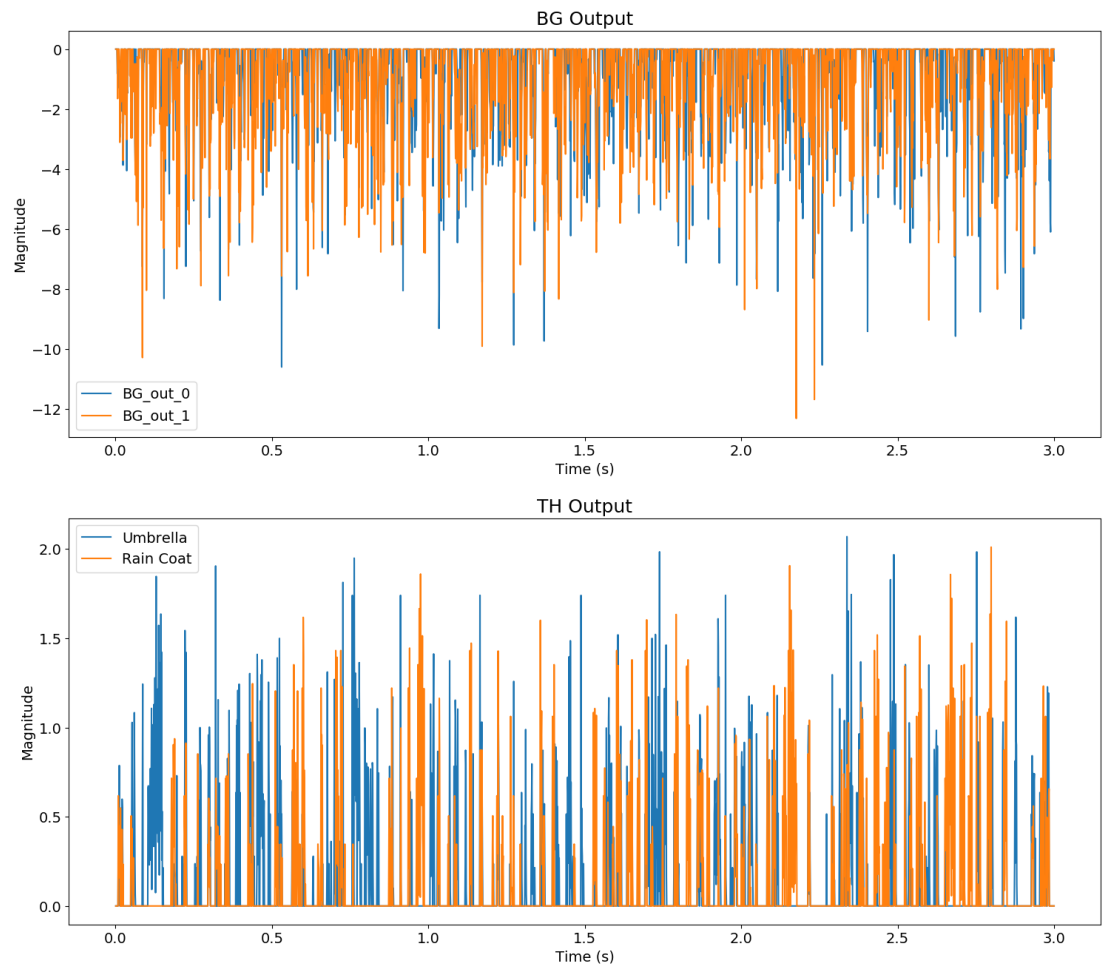 BG Output
Magnitude
0
−2
−4
−6
−8
−10
−12
BG_out_0
BG_out_1
0.0 0.5 1.0 1.5 2.0 2.5 3.0
Time (s)
TH Output
Magnitude
2.0
1.5
1.0
0.5
0.0
Umbrella
Rain Coat
0.0 0.5 1.0 1.5 2.0 2.5 3.0
Time (s)